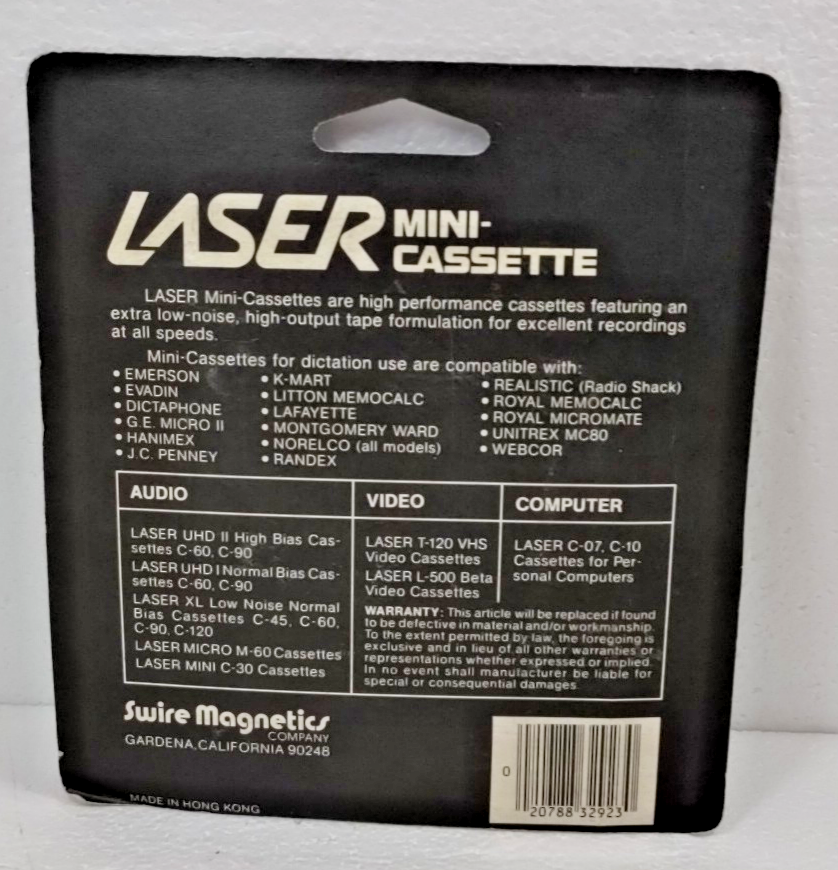 LASER MINI-
CASSETTE
LASER Mini-Cassettes are high performance cassettes featuring an
extra low-noise, high-output tape formulation for excellent recordings
at all speeds.
Mini-Cassettes for dictation use are compatible with:
• EMERSON
• EVADIN
• DICTAPHONE
• G.E. MICRO II
• HANIMEX
• J.C. PENNEY
• K-MART
• LITTON MEMOCALC
• LAFAYETTE
• MONTGOMERY WARD
• NORELCO (all models)
• RANDEX
• REALISTIC (Radio Shack)
• ROYAL MEMOCALC
• ROYAL MICROMATE
• UNITREX MC80
• WEBCOR
AUDIO
LASER UHD II High Bias Cas-
settes C-60, C-90
LASER UHD I Normal Bias Cas-
settes C-60, C-90
LASER XL Low Noise Normal
Bias Cassettes C-45, C-60,
C-90, C-120
LASER MICRO M-60 Cassettes
LASER MINI C-30 Cassettes
VIDEO
LASER T-120 VHS
Video Cassettes
LASER L-500 Beta
Video Cassettes
COMPUTER
LASER C-07, C-10
Cassettes for Per-
sonal Computers
WARRANTY: This article will be replaced if found
to be defective in material and/or workmanship.
To the extent permitted by law, the foregoing is
exclusive and in lieu of all other warranties or
representations whether expressed or implied.
In no event shall manufacturer be liable for
special or consequential damages.
Swire Magnetics
COMPANY
GARDENA, CALIFORNIA 90248
MADE IN HONG KONG
0 20788 32923